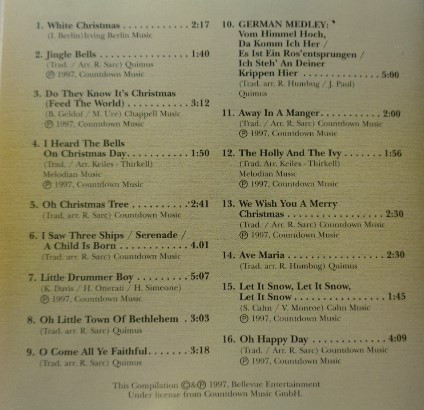 1. White Christmas . . . . . . . . . . . 2:17
(I. Berlin)Irving Berlin Music
2. Jingle Bells . . . . . . . . . . . . . . . 1:40
(Trad. / Arr. R. Sarc) Quimus
℗ 1997, Countdown Music
3. Do They Know It's Christmas
(Feed The World) . . . . . . . . . . . 3:12
(B. Geldof / M. Ure) Chappell Music
℗ 1997, Countdown Music
4. I Heard The Bells
On Christmas Day. . . . . . . . . . . 1:50
(Trad. / Arr. Keiles - Thirkell)
Melodian Music
℗ 1997, Countdown Music
5. Oh Christmas Tree . . . . . . . . . 2:41
(Trad. arr R. Sarc) Countdown Music
6. I Saw Three Ships / Serenade /
A Child Is Born . . . . . . . . . . . . 4.01
(Trad. arr R. Sarc) Countdown Music
7. Little Drummer Boy . . . . . . . . . 5:07
(K. Davis / H. Onerati / H. Simeone)
℗ 1997, Countdown Music
8. Oh Little Town Of Bethlehem . 3:03
(Trad. arr. R. Sarc) Quimus
9. O Come All Ye Faithful. . . . . . . 3:18
(Trad. arr. R. Sarc) Quimus
10. GERMAN MEDLEY:
Vom Himmel Hoch,
Da Komm Ich Her /
Es Ist Ein Ros'entsprungen /
Ich Steh' An Deiner
Krippen Hier . . . . . . . . . . . . . . 5:00
(Trad. arr R. Humbug / J. Paul)
Quimus
11. Away In A Manger. . . . . . . . . . . 2:00
(Trad. / Arr. R. Sarc) Countdown Music
℗ 1997, Countdown Music
12. The Holly And The Ivy . . . . . . . 1:56
(Trad. Arr. Keiles - Thirkell)
Melodian Music
℗ 1997, Countdown Music
13. We Wish You A Merry
Christmas . . . . . . . . . . . . . . . . . 2:30
(Trad. / Arr. R. Sarc) Countdown Music
14. Ave Maria . . . . . . . . . . . . . . . . . 2:30
(Trad. arr R. Humbug) Quimus
15. Let It Snow, Let It Snow,
Let It Snow . . . . . . . . . . . . . . . . 1:45
(S. Cahn / V. Monroe) Cahn Music
℗ 1997, Countdown Music
16. Oh Happy Day . . . . . . . . . . . . . 4:09
(Trad. / Arr. R. Sarc) Countdown Music
℗ 1997, Countdown Music
This Compilation ©&℗ 1997, Bellevue Entertainment
Under license from Countdown Music GmbH.